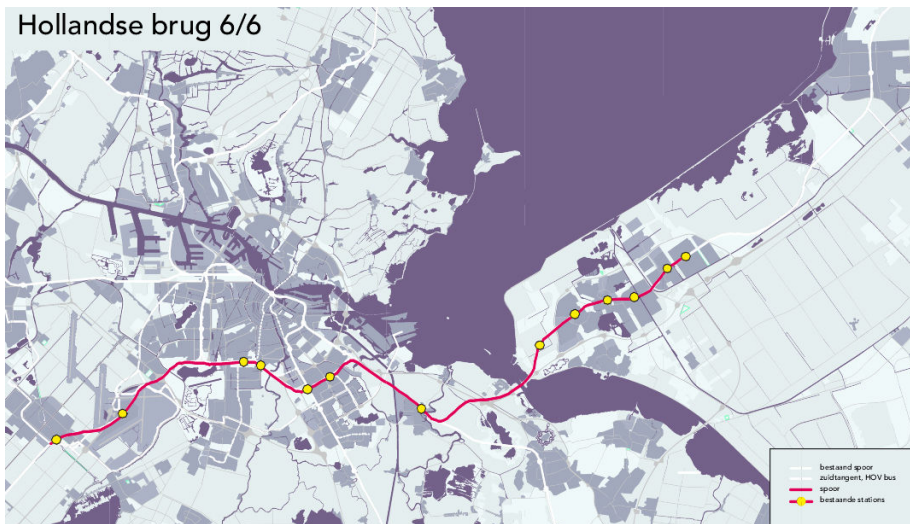 Hollandse brug 6/6
bestaand spoor
zuidtangent, HOV bus
spoor
bestaande stations